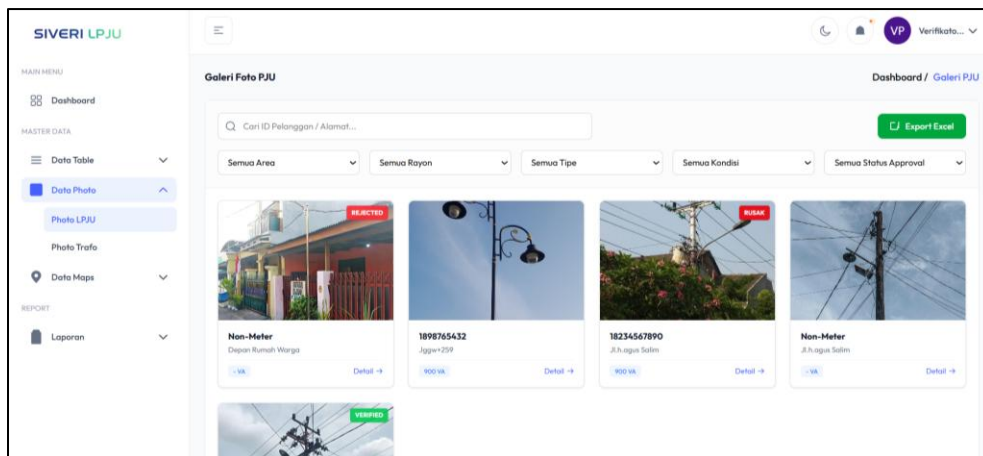 SIVERI LPJU
VP Verifikato...
MAIN MENU
Dashboard
MASTER DATA
Data Table
Data Photo
Photo LPJU
Photo Trafo
Data Maps
REPORT
Laporan
Galeri Foto PJU
Dashboard / Galeri PJU
Cari ID Pelanggan / Alamat...
Export Excel
Semua Area
Semua Rayon
Semua Tipe
Semua Kondisi
Semua Status Approval
REJECTED
Non-Meter
Depan Rumah Warga
- VA
Detail →
1898765432
Jggw+259
900 VA
Detail →
RUSAK
18234567890
Jl.h.agus Salim
900 VA
Detail →
Non-Meter
Jl.h.agus Salim
- VA
Detail →
VERIFIED